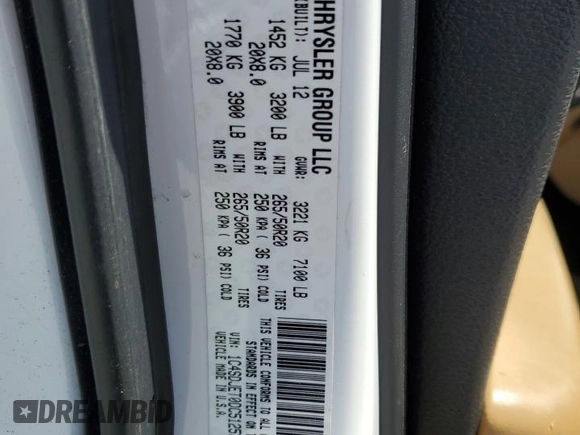 CHRYSLER GROUP LLC
(BUILT): JUL 12 GVWR: 3221 KG 7100 LB
1452 KG 3200 LB WITH 265/50R20 TIRES
20X8.0 RIMS AT 250 KPA ( 36 PSI) COLD
1770 KG 3900 LB WITH 265/50R20 TIRES
20X8.0 RIMS AT 250 KPA ( 36 PSI) COLD
THIS VEHICLE CONFORMS TO ALL
STANDARDS IN EFFECT ON
VIN: 1C4SDJET0DC5125
VEHICLE MADE IN U.S.A.
AUTOBIDMASTER